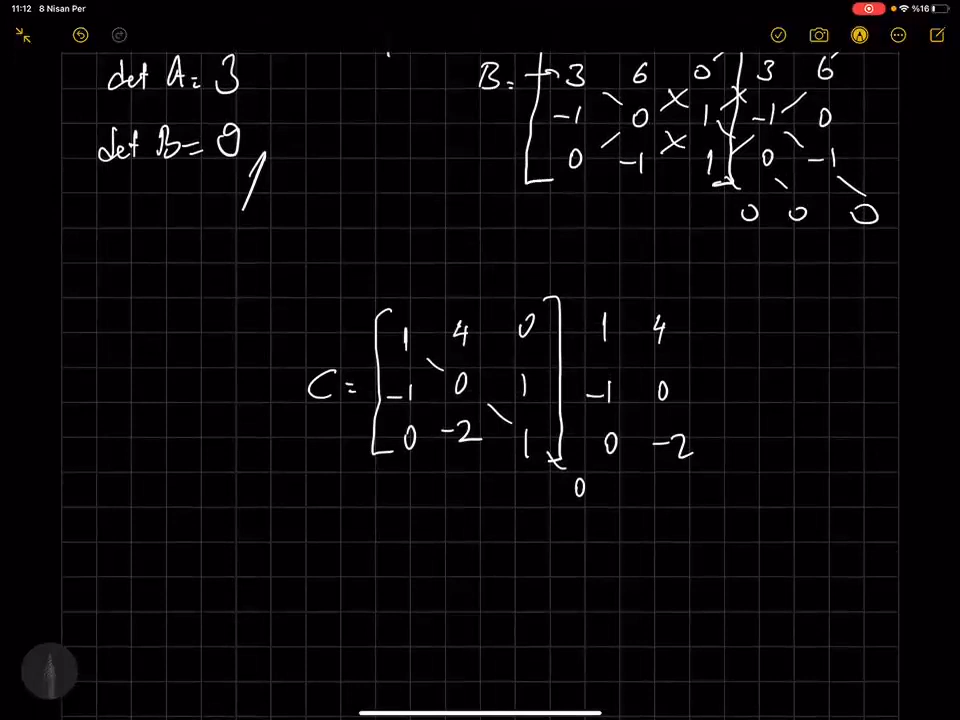 11:12 8 Nisan Per %16
det A = 3
det B = 9
B = [ 3 6 0 | 3 6
-1 0 1 | -1 0
0 -1 1 ] 0 -1
0 0 0
C = [ 1 4 0 ] 1 4
-1 0 1 -1 0
0 -2 1 0 -2
0